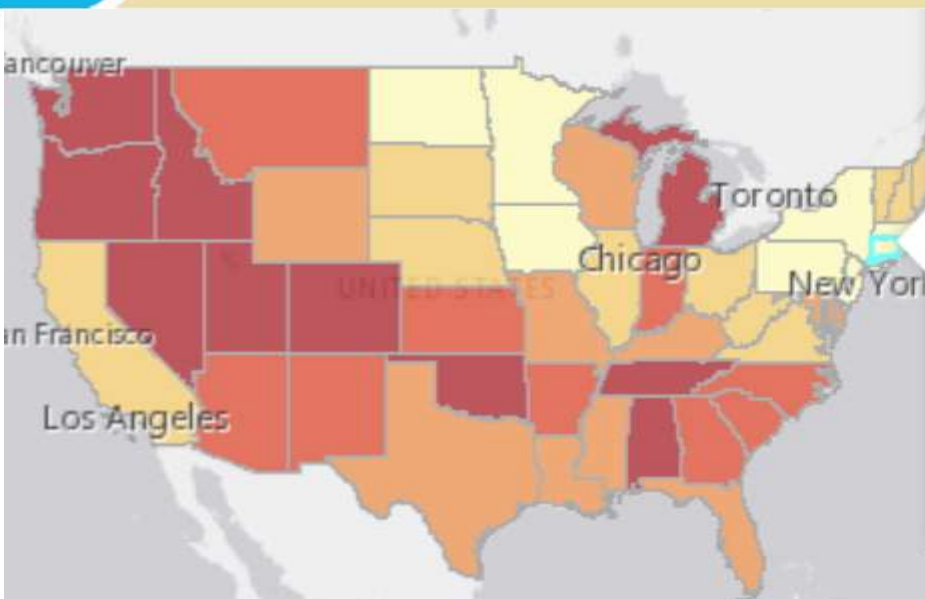 ancouver
Toronto
Chicago
UNITED STATES
New Yor
an Francisco
Los Angeles